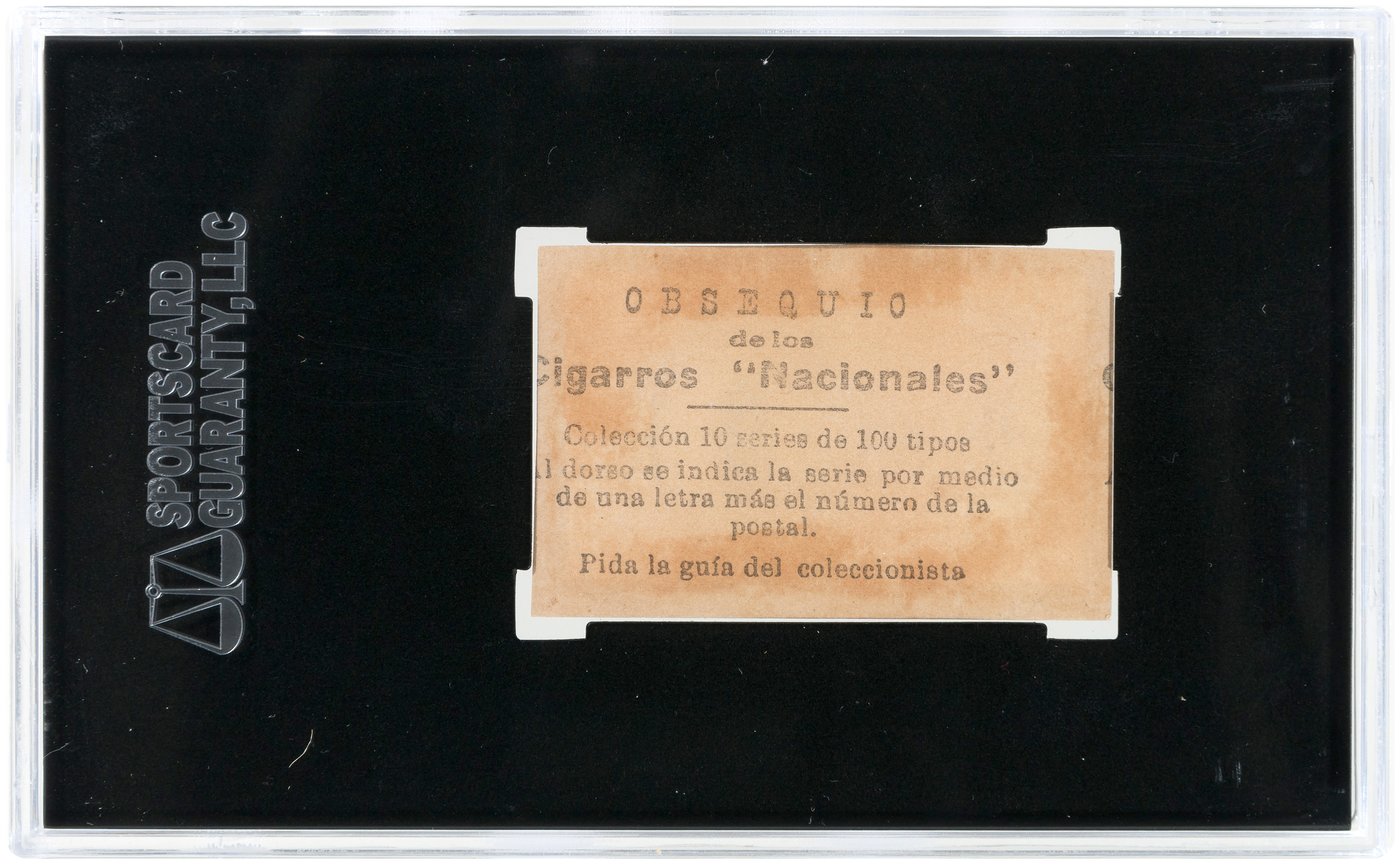 SPORTSCARD
GUARANTY, LLC
OBSEQUIO
de los
Cigarros "Nacionales"
Colección 10 series de 100 tipos
Al dorso se indica la serie por medio
de una letra más el número de la
postal.
Pida la guía del coleccionista